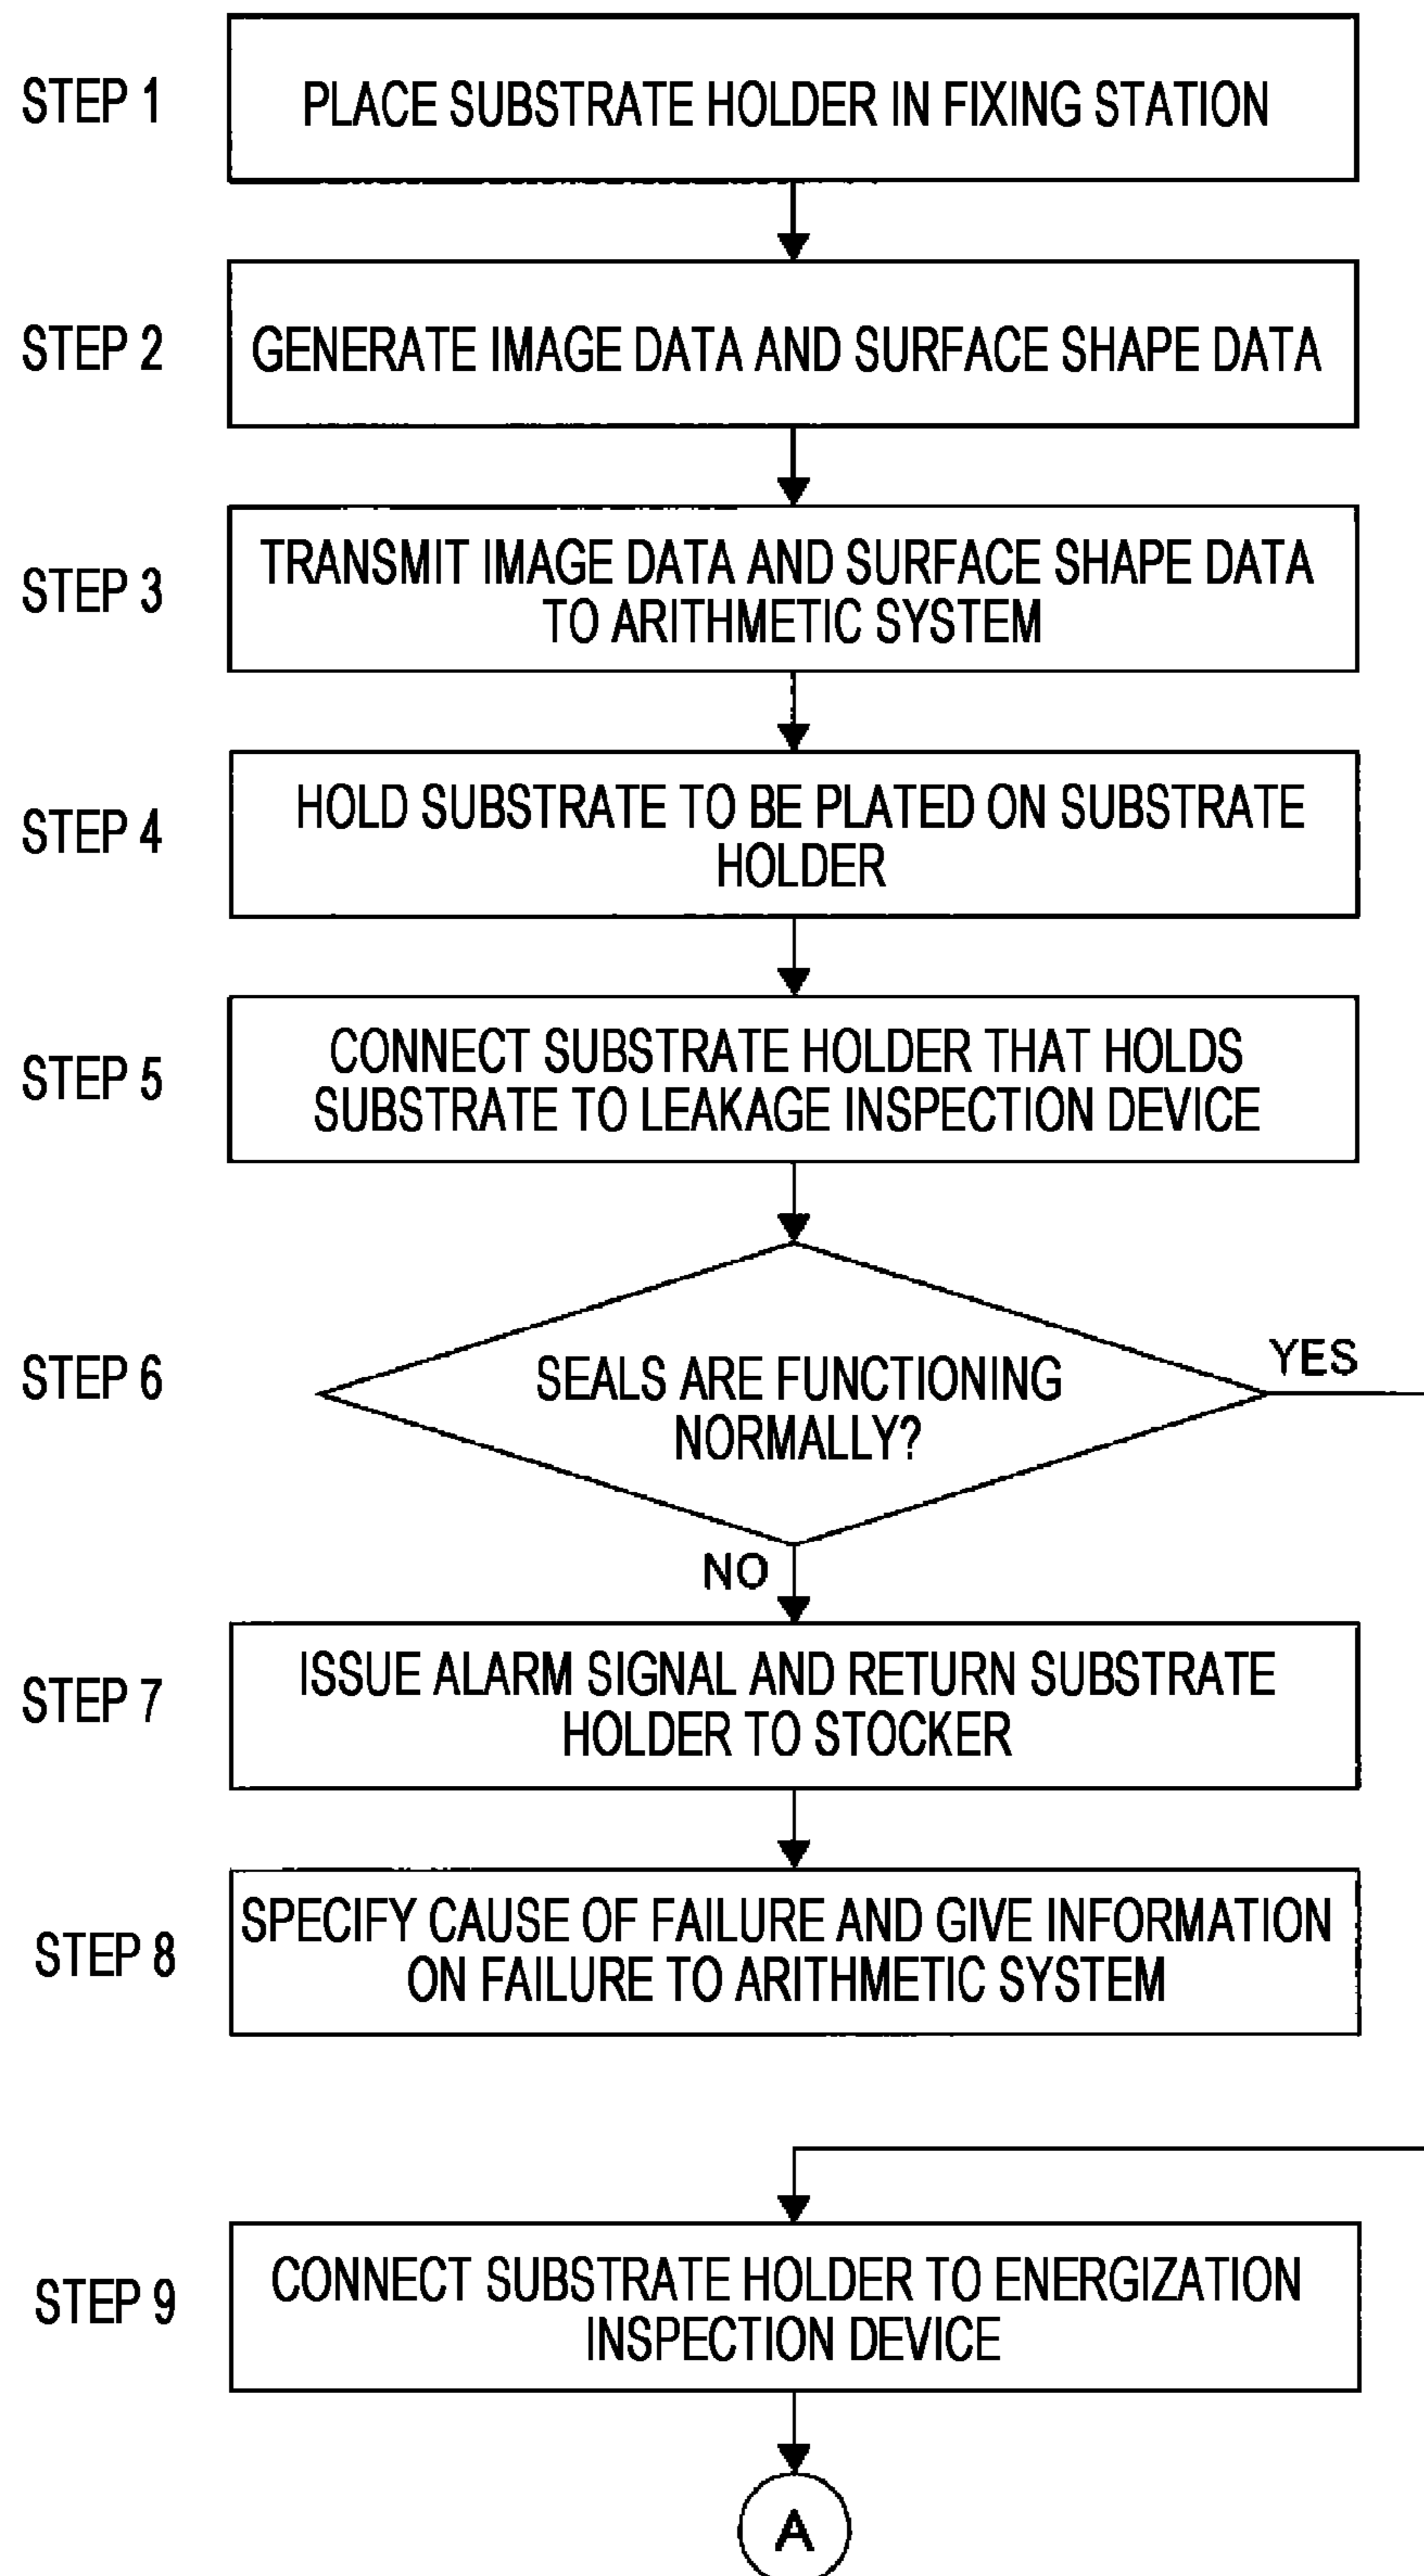 STEP 1
PLACE SUBSTRATE HOLDER IN FIXING STATION
STEP 2
GENERATE IMAGE DATA AND SURFACE SHAPE DATA
STEP 3
TRANSMIT IMAGE DATA AND SURFACE SHAPE DATA
TO ARITHMETIC SYSTEM
STEP 4
HOLD SUBSTRATE TO BE PLATED ON SUBSTRATE
HOLDER
STEP 5
CONNECT SUBSTRATE HOLDER THAT HOLDS
SUBSTRATE TO LEAKAGE INSPECTION DEVICE
STEP 6
SEALS ARE FUNCTIONING
NORMALLY?
YES
NO
STEP 7
ISSUE ALARM SIGNAL AND RETURN SUBSTRATE
HOLDER TO STOCKER
STEP 8
SPECIFY CAUSE OF FAILURE AND GIVE INFORMATION
ON FAILURE TO ARITHMETIC SYSTEM
STEP 9
CONNECT SUBSTRATE HOLDER TO ENERGIZATION
INSPECTION DEVICE
A